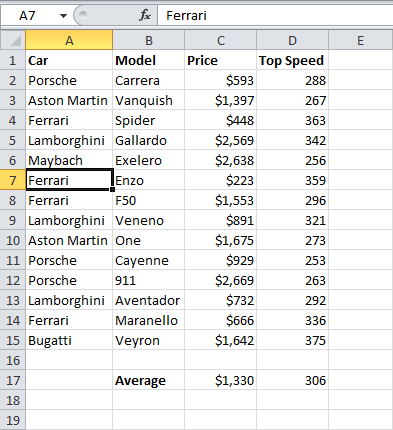 A7 fx Ferrari
A B C D E
1 Car Model Price Top Speed
2 Porsche Carrera $593 288
3 Aston Martin Vanquish $1,397 267
4 Ferrari Spider $448 363
5 Lamborghini Gallardo $2,569 342
6 Maybach Exelero $2,638 256
7 Ferrari Enzo $223 359
8 Ferrari F50 $1,553 296
9 Lamborghini Veneno $891 321
10 Aston Martin One $1,675 273
11 Porsche Cayenne $929 253
12 Porsche 911 $2,669 263
13 Lamborghini Aventador $732 292
14 Ferrari Maranello $666 336
15 Bugatti Veyron $1,642 375
16
17 Average $1,330 306
18
19